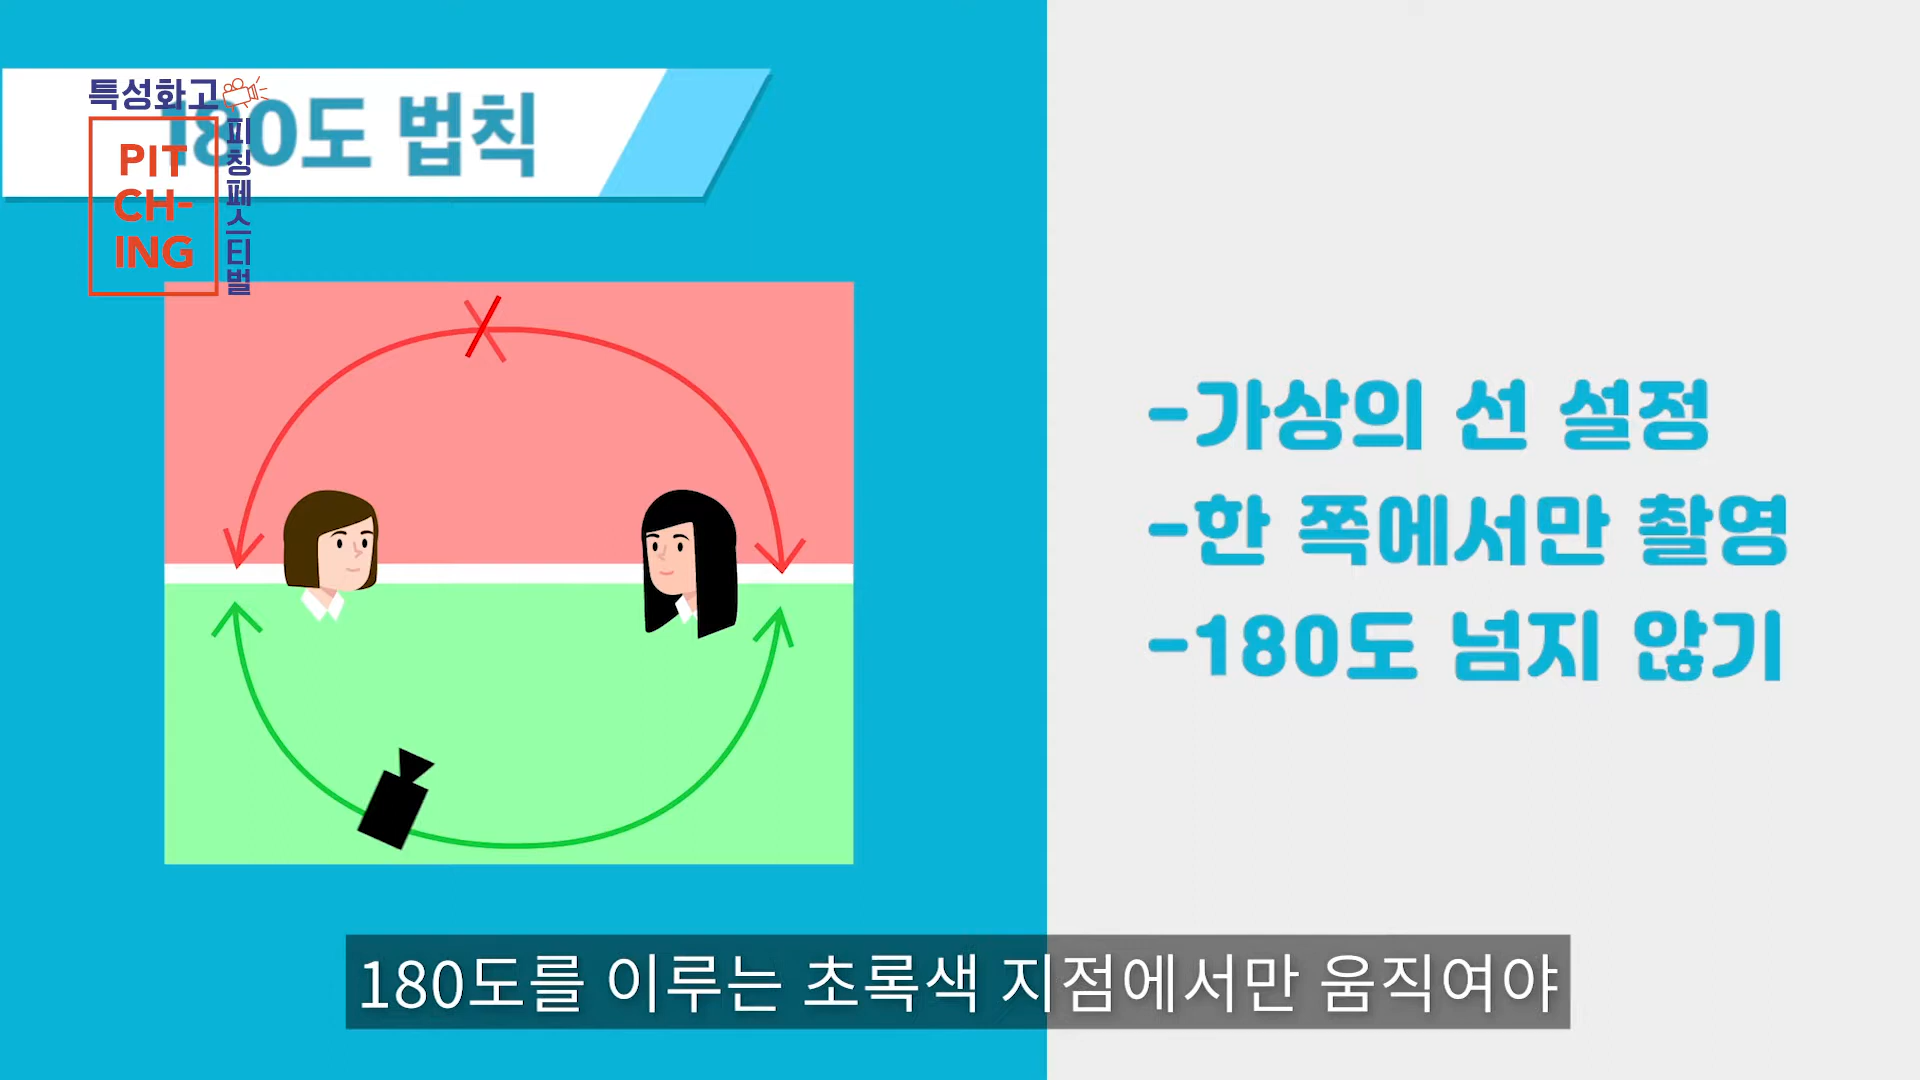 특성화고
PIT
CH-
ING
피칭페스티벌
180도 법칙
-가상의 선 설정
-한 쪽에서만 촬영
-180도 넘지 않기
180도를 이루는 초록색 지점에서만 움직여야